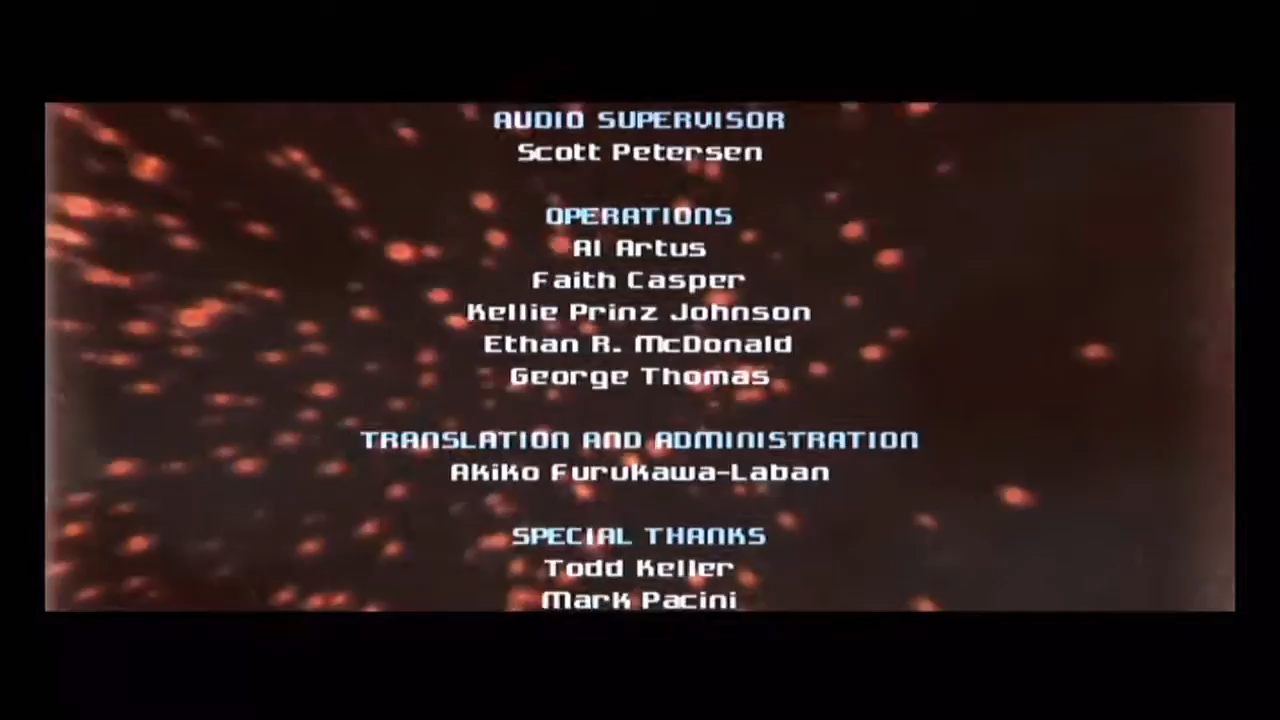 AUDIO SUPERVISOR
Scott Petersen
OPERATIONS
Al Artus
Faith Casper
Kellie Prinz Johnson
Ethan R. McDonald
George Thomas
TRANSLATION AND ADMINISTRATION
Akiko Furukawa-Laban
SPECIAL THANKS
Todd Keller
Mark Pacini